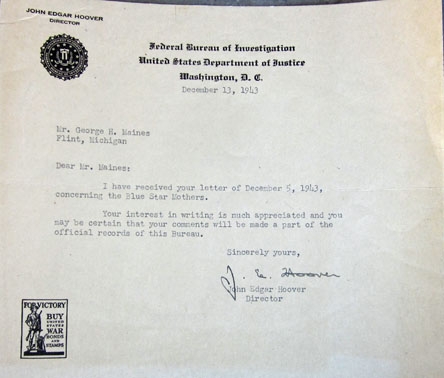 JOHN EDGAR HOOVER
DIRECTOR
Federal Bureau of Investigation
United States Department of Justice
Washington, D. C.
December 13, 1943
Mr. George H. Maines
Flint, Michigan
Dear Mr. Maines:
I have received your letter of December 5, 1943,
concerning the Blue Star Mothers.
Your interest in writing is much appreciated and you
may be certain that your comments will be made a part of the
official records of this Bureau.
Sincerely yours,
J. E. Hoover
John Edgar Hoover
Director
FOR VICTORY
BUY
UNITED
STATES
WAR
BONDS
AND
STAMPS